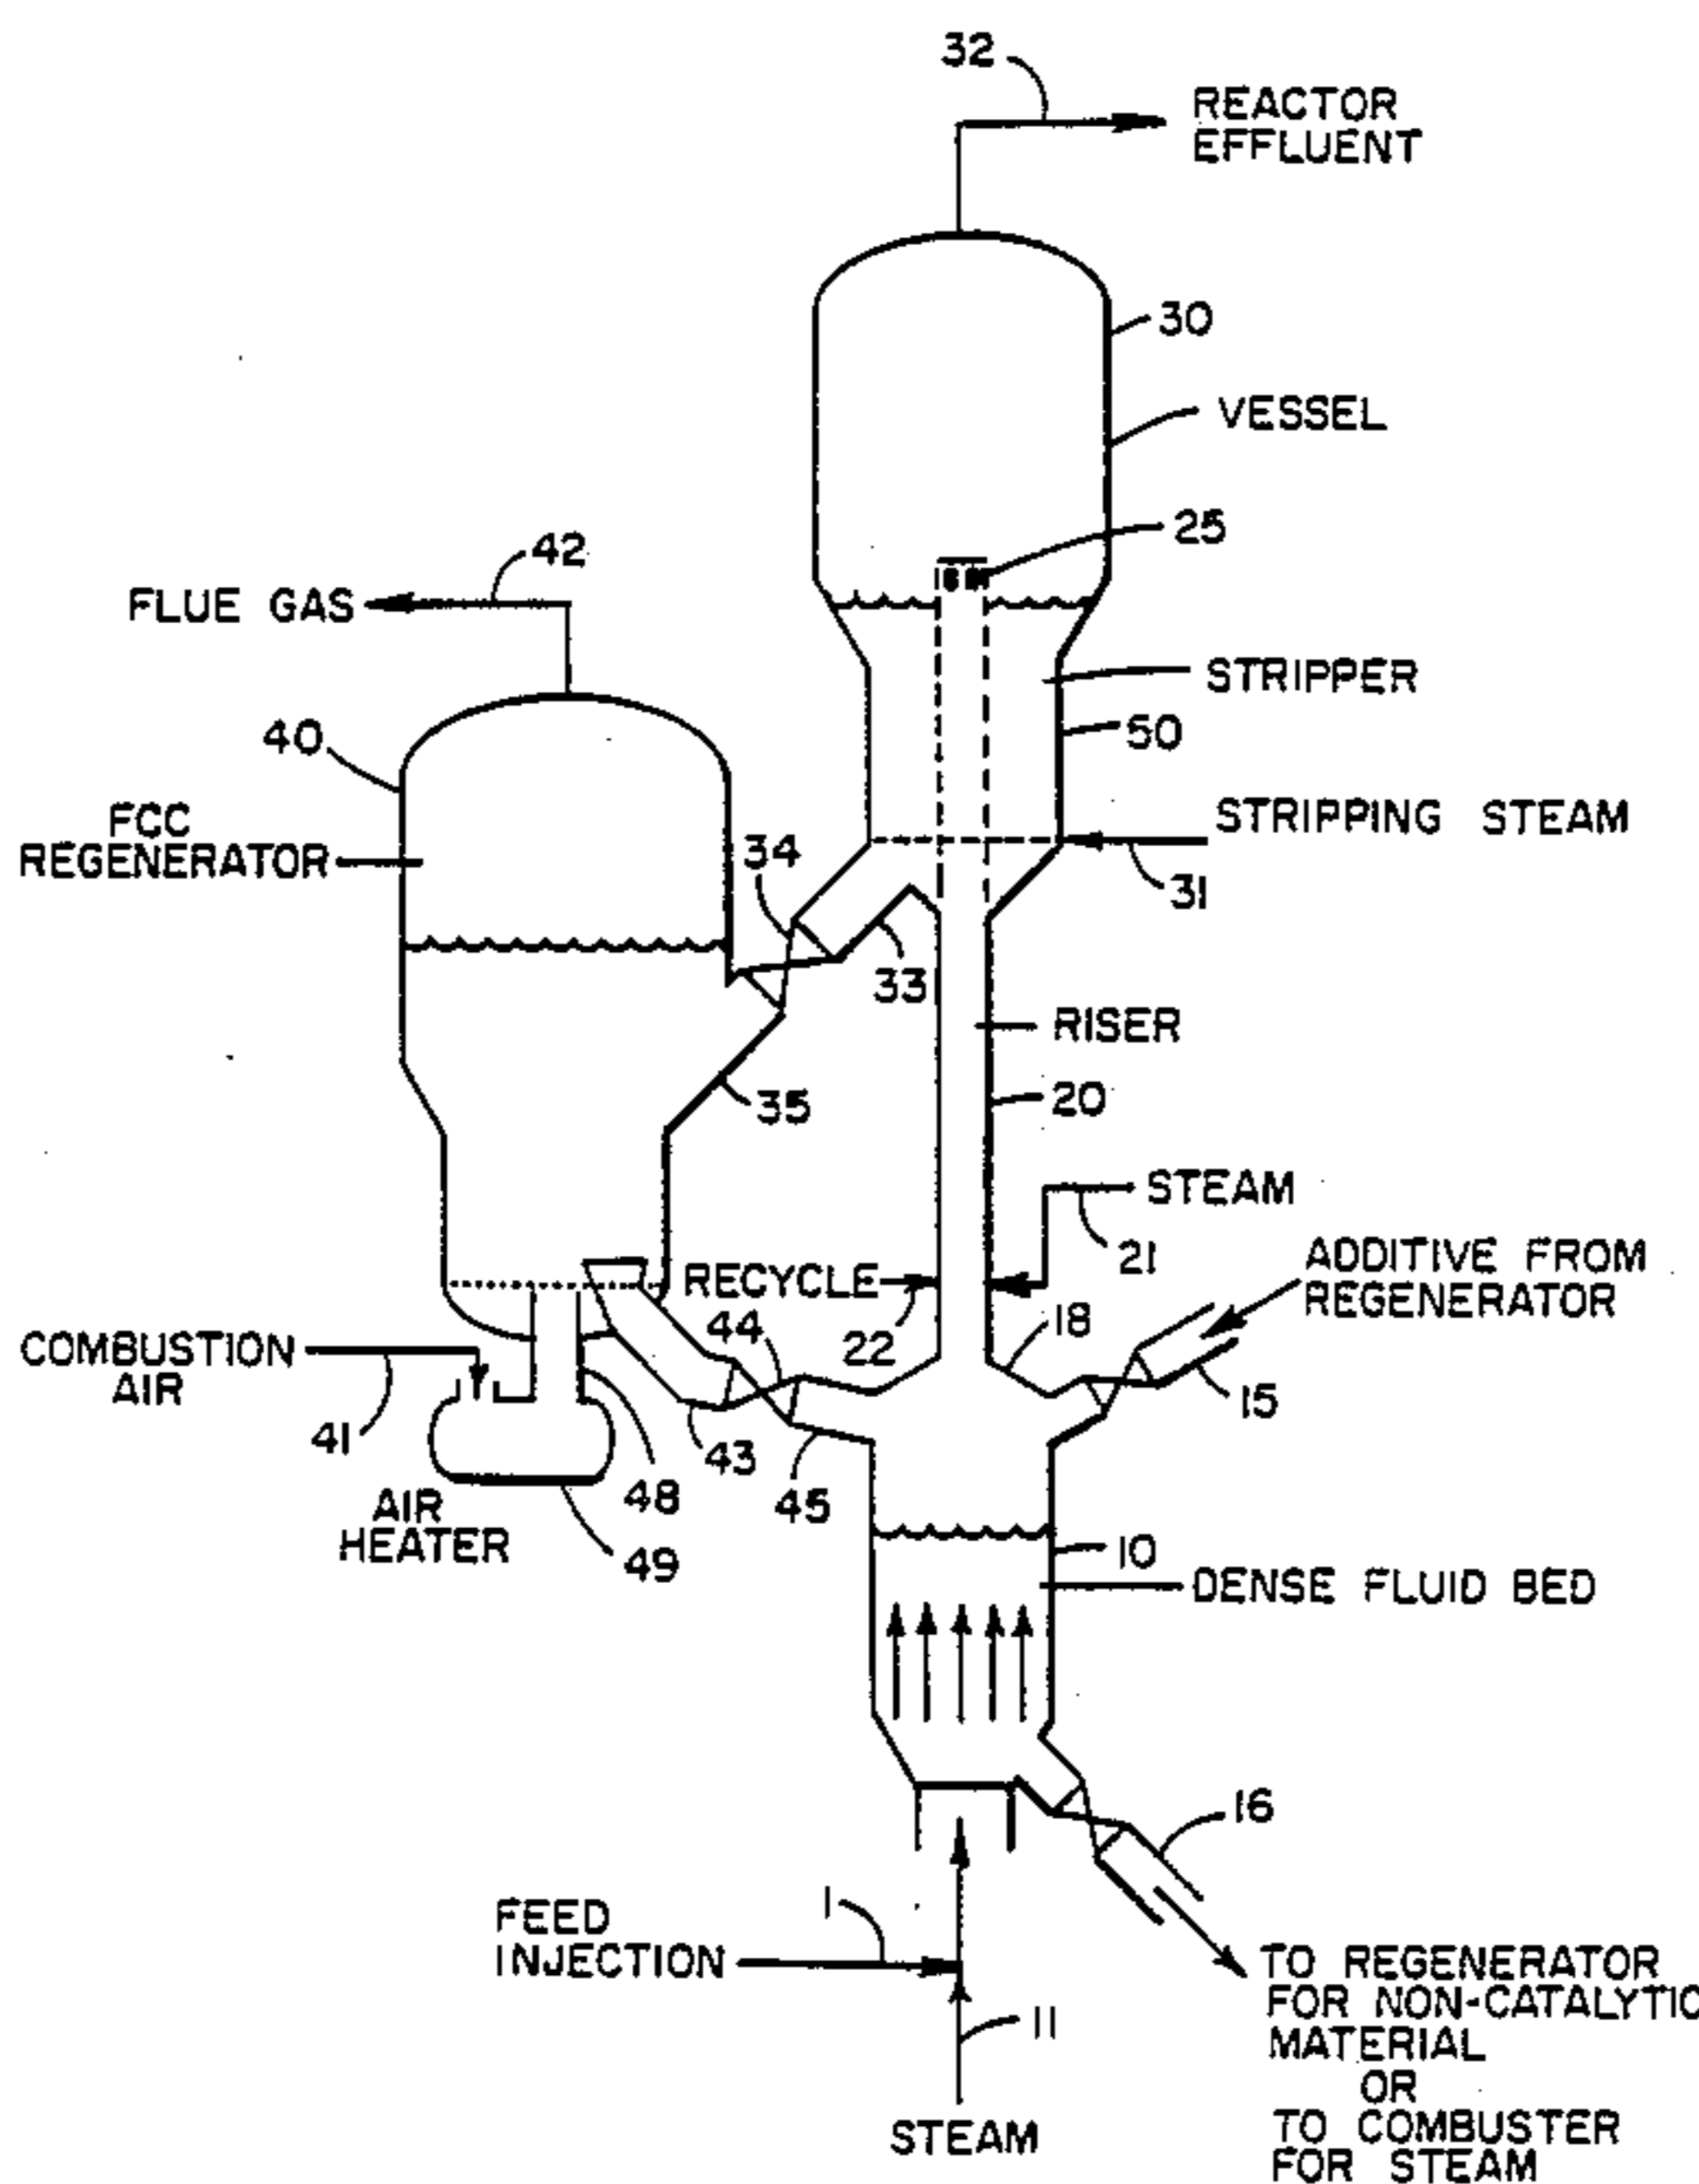 32
REACTOR
EFFLUENT
30
VESSEL
25
42
FLUE GAS
STRIPPER
50
40
FCC
REGENERATOR
34
STRIPPING STEAM
31
33
RISER
35
20
STEAM
21
RECYCLE
22
18
ADDITIVE FROM
REGENERATOR
15
44
COMBUSTION
AIR
41
43
45
48
AIR
HEATER
49
10
DENSE FLUID BED
16
FEED
INJECTION
1
TO REGENERATOR
FOR NON-CATALYTIC
MATERIAL
OR
TO COMBUSTER
FOR STEAM
11
STEAM